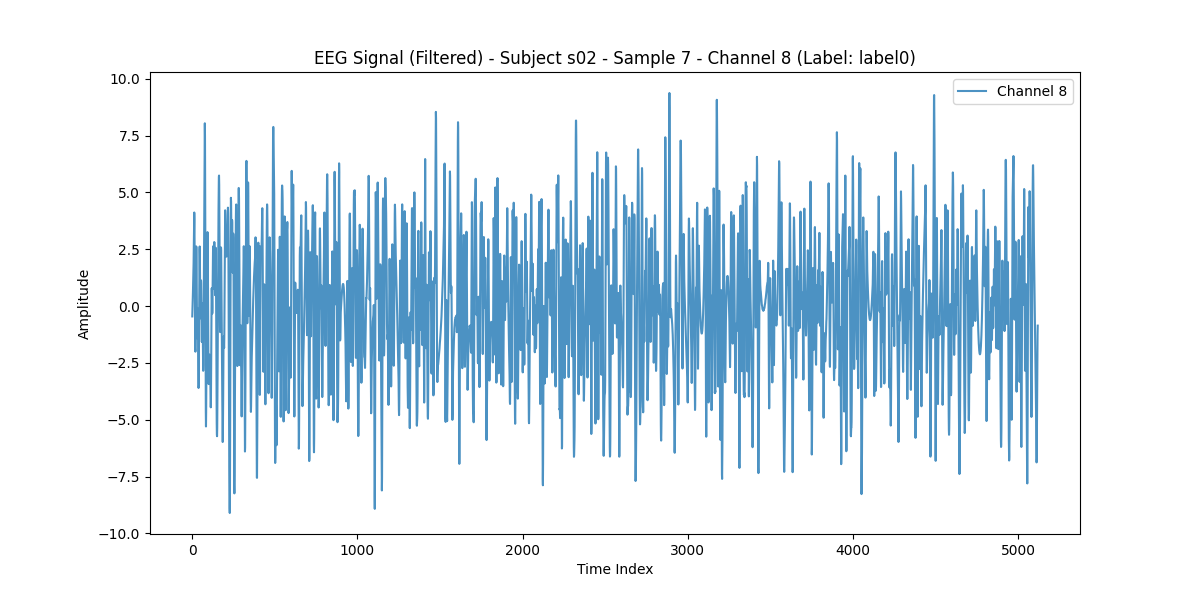 EEG Signal (Filtered) - Subject s02 - Sample 7 - Channel 8 (Label: label0)
Channel 8
Amplitude
10.0
7.5
5.0
2.5
0.0
−2.5
−5.0
−7.5
−10.0
0 1000 2000 3000 4000 5000
Time Index